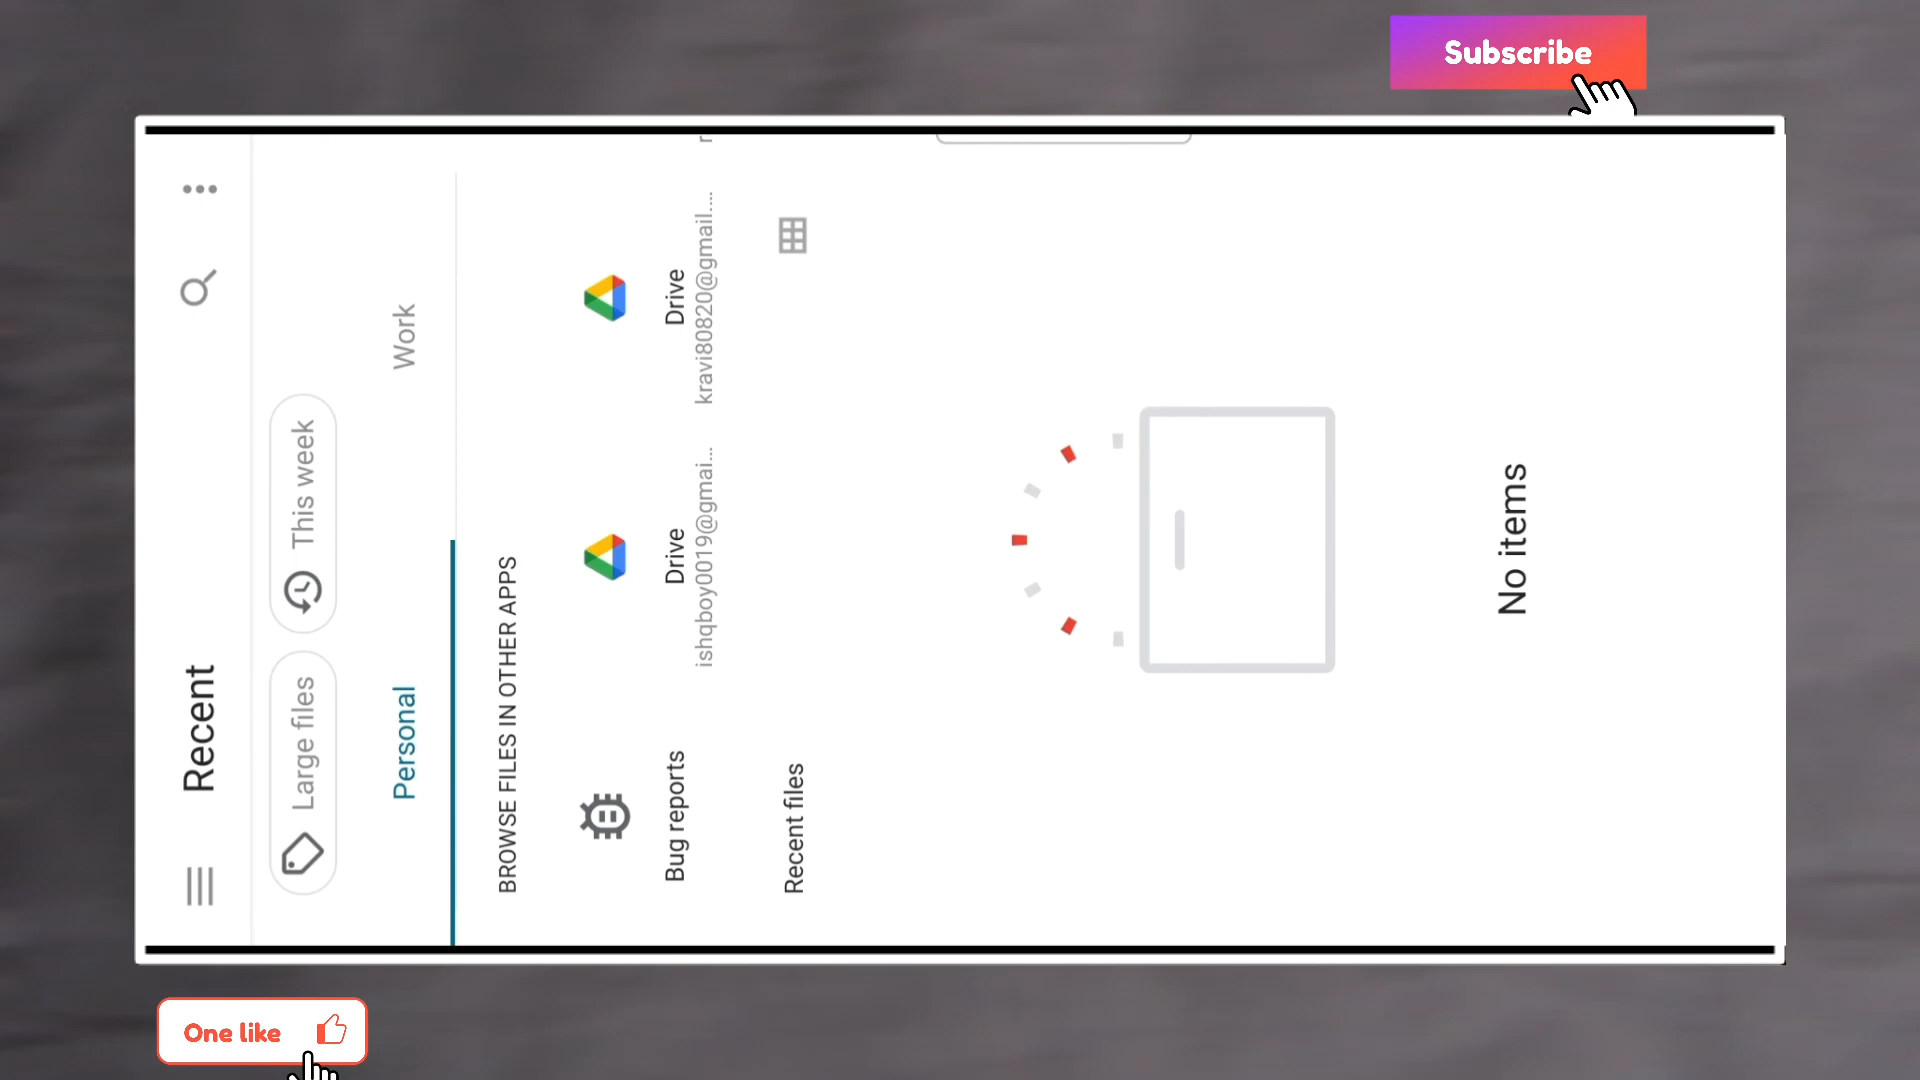 Subscribe
Recent
Large files
This week
Personal
Work
BROWSE FILES IN OTHER APPS
Bug reports
Drive
ishqboy0019@gmai...
Drive
kravi80820@gmail....
Recent files
No items
One like